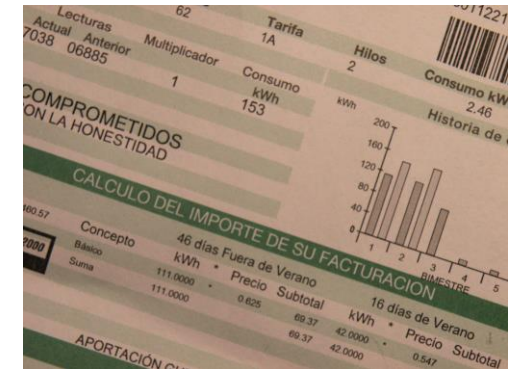 62 Tarifa Hilos Consumo kW
1A 2 2.46
Lecturas Multiplicador Consumo
Actual Anterior kWh
7038 06885 1 153
COMPROMETIDOS
ON LA HONESTIDAD
kWh Historia de
200
160
120
80
40
0
1 2 3 4 5
BIMESTRE
CALCULO DEL IMPORTE DE SU FACTURACION
460.57
2000
46 días Fuera de Verano 16 días de Verano
Concepto kWh * Precio Subtotal kWh * Precio Subtotal
Básico 111.0000 * 0.625 69.37 42.0000 * 0.547
Suma 111.0000 69.37 42.0000
APORTACIÓN